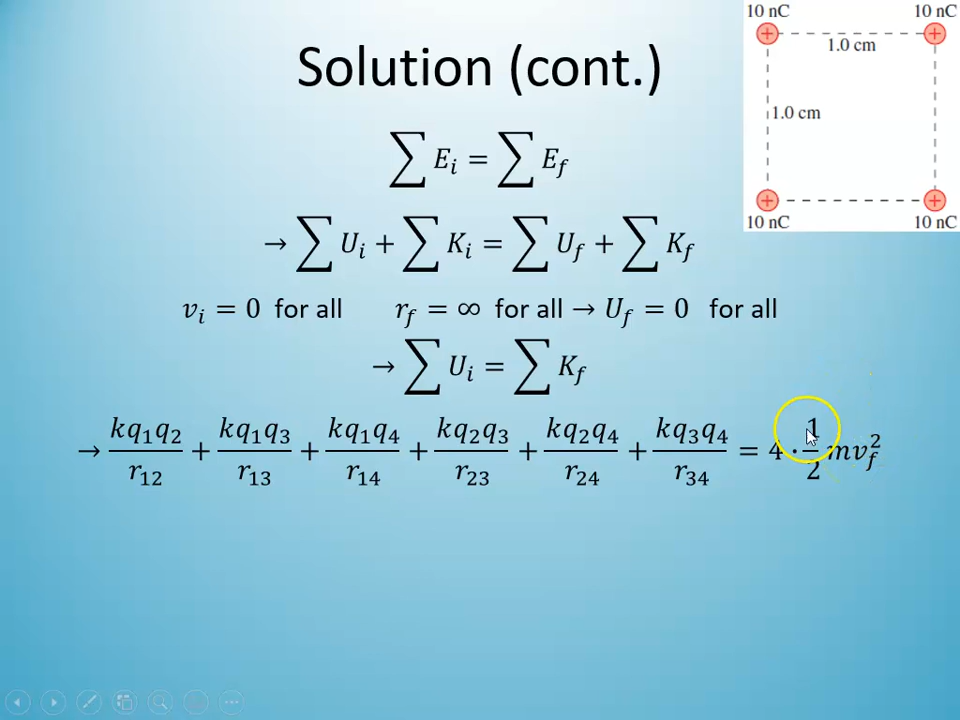 Solution (cont.)
10 nC 10 nC
1.0 cm
1.0 cm
10 nC 10 nC
∑ E_i = ∑ E_f
→ ∑ U_i + ∑ K_i = ∑ U_f + ∑ K_f
v_i = 0 for all r_f = ∞ for all → U_f = 0 for all
→ ∑ U_i = ∑ K_f
→ kq_1q_2/r_12 + kq_1q_3/r_13 + kq_1q_4/r_14 + kq_2q_3/r_23 + kq_2q_4/r_24 + kq_3q_4/r_34 = 4 · 1/2 mv_f^2